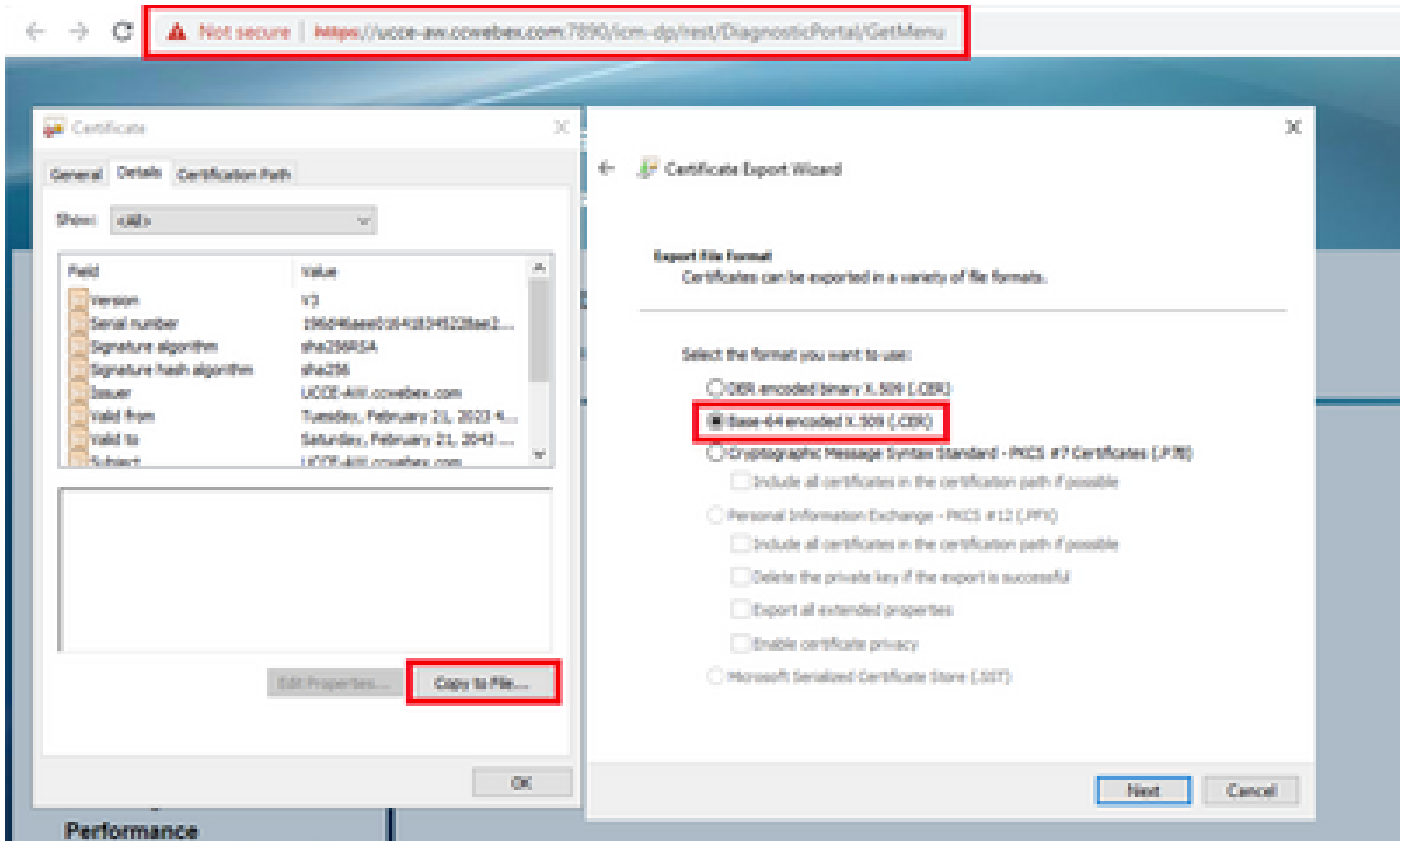 Not secure | https://ucce-aw.ccwebex.com:7890/icm-dp/rest/DiagnosticPortal/GetMenu
Certificate
General Details Certification Path
Show: <All>
Field Value
Version V3
Serial number
Signature algorithm sha256RSA
Signature hash algorithm sha256
Issuer UCCE-AW.ccwebex.com
Valid from Tuesday, February 21, 2023 4...
Valid to Saturday, February 21, 2043 ...
Subject UCCE-AW.ccwebex.com
Edit Properties... Copy to File...
OK
Performance
Certificate Export Wizard
Export File Format
Certificates can be exported in a variety of file formats.
Select the format you want to use:
DER encoded binary X.509 (.CER)
Base-64 encoded X.509 (.CER)
Cryptographic Message Syntax Standard - PKCS #7 Certificates (.P7B)
Include all certificates in the certification path if possible
Personal Information Exchange - PKCS #12 (.PFX)
Include all certificates in the certification path if possible
Delete the private key if the export is successful
Export all extended properties
Enable certificate privacy
Microsoft Serialized Certificate Store (.SST)
Next Cancel